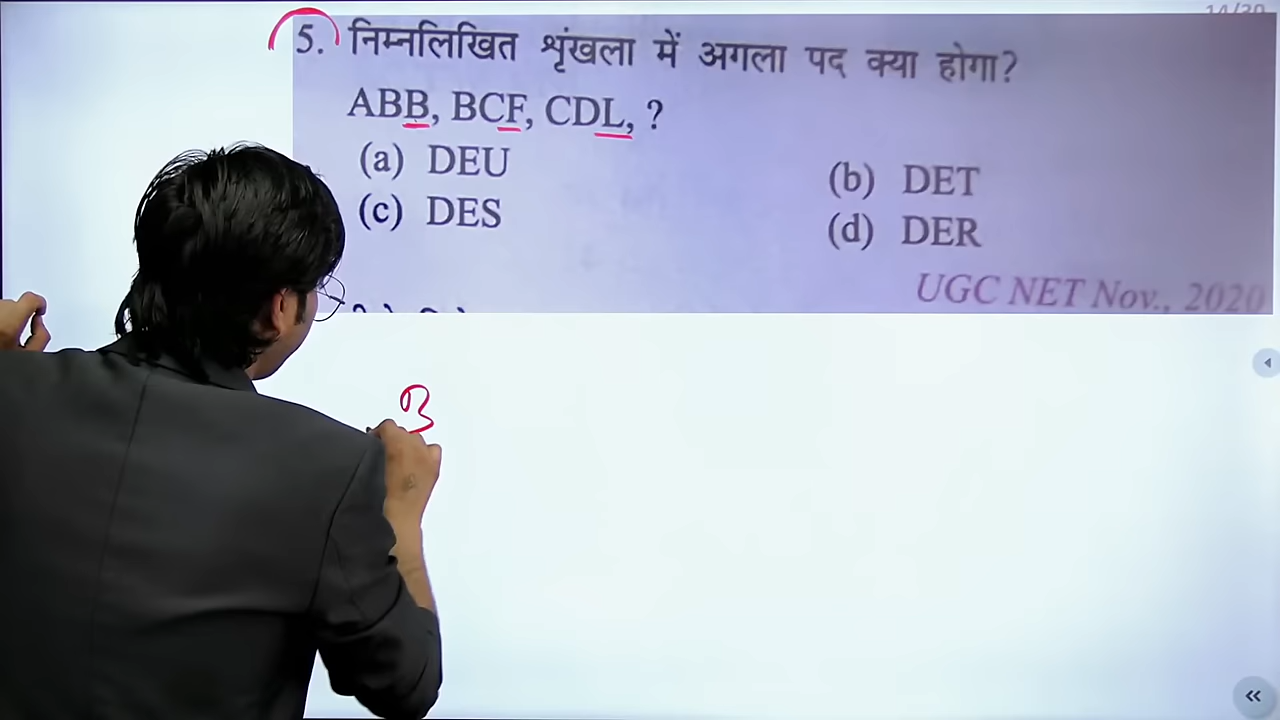 5. निम्नलिखित शृंखला में अगला पद क्या होगा?
ABB, BCF, CDL, ?
(a) DEU
(b) DET
(c) DES
(d) DER
UGC NET Nov., 2020
B